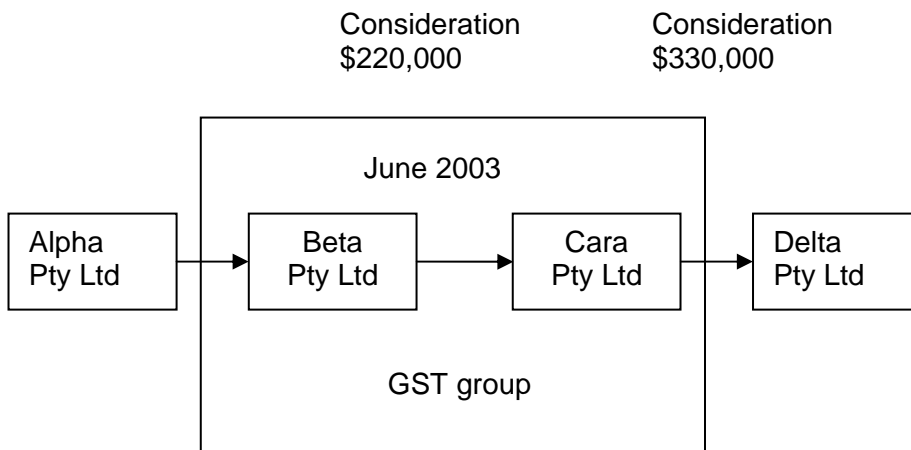 Consideration
$220,000
Consideration
$330,000
June 2003
Alpha
Pty Ltd
Beta
Pty Ltd
Cara
Pty Ltd
Delta
Pty Ltd
GST group